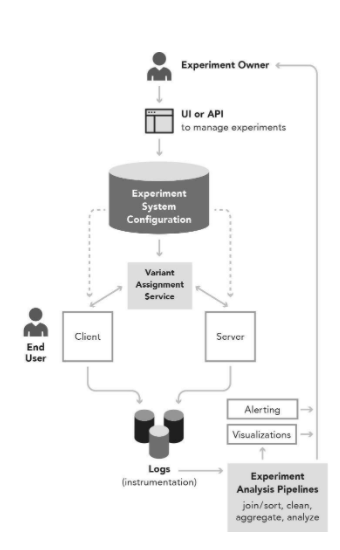 Experiment Owner
UI or API
to manage experiments
Experiment
System
Configuration
Variant
Assignment
Service
End
User
Client
Server
Alerting
Visualizations
Logs
(instrumentation)
Experiment
Analysis Pipelines
join/sort, clean,
aggregate, analyze